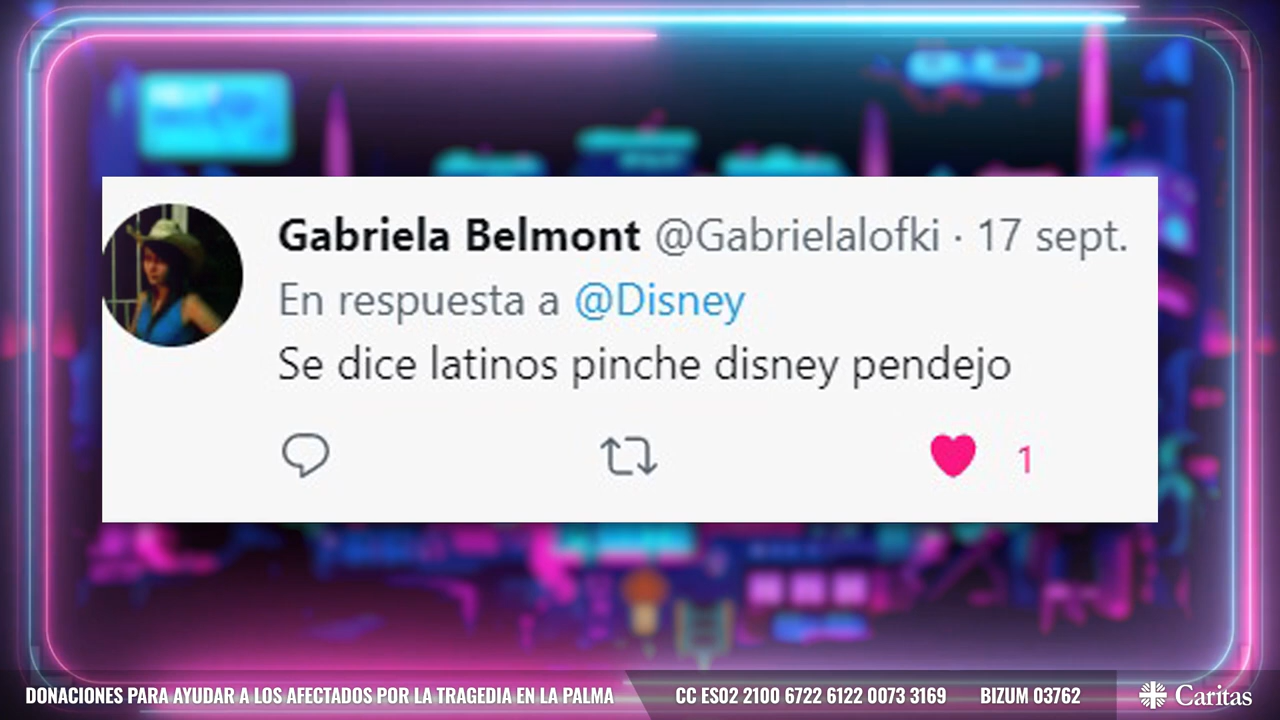 Gabriela Belmont @Gabrielalofki · 17 sept.
En respuesta a @Disney
Se dice latinos pinche disney pendejo
1
DONACIONES PARA AYUDAR A LOS AFECTADOS POR LA TRAGEDIA EN LA PALMA CC ES02 2100 6722 6122 0073 3169 BIZUM 03762 Caritas